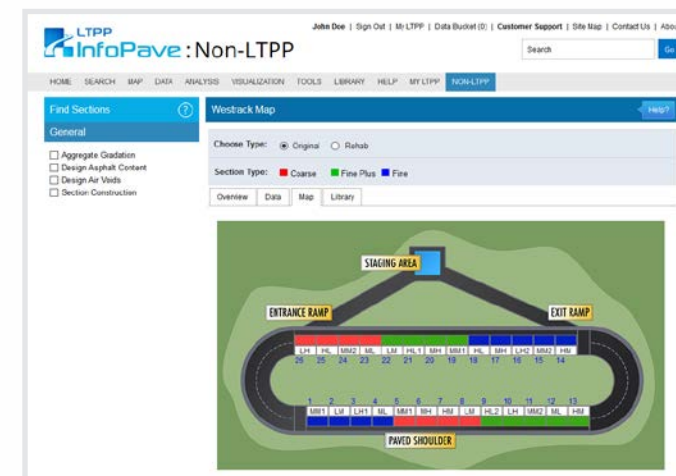 John Doe | Sign Out | My LTPP | Data Bucket (0) | Customer Support | Site Map | Contact Us | Abou
LTPP
InfoPave : Non-LTPP
Search
Go
HOME SEARCH MAP DATA ANALYSIS VISUALIZATION TOOLS LIBRARY HELP MY LTPP NON-LTPP
Find Sections ?
Westrack Map
Help?
General
Aggregate Gradation
Design Asphalt Content
Design Air Voids
Section Construction
Choose Type: Original Rehab
Section Type: Coarse Fine Plus Fire
Overview Data Map Library
STAGING AREA
ENTRANCE RAMP
EXIT RAMP
LH HL MM2 ML LM HL1 MH MM1 HL MH LH2 MM2 HM
26 25 24 23 22 21 20 19 18 17 16 15 14
1 2 3 4 5 6 7 8 9 10 11 12 13
MM1 LM LH1 ML MM1 MH HM LM HL2 LH MM2 ML HM
PAVED SHOULDER